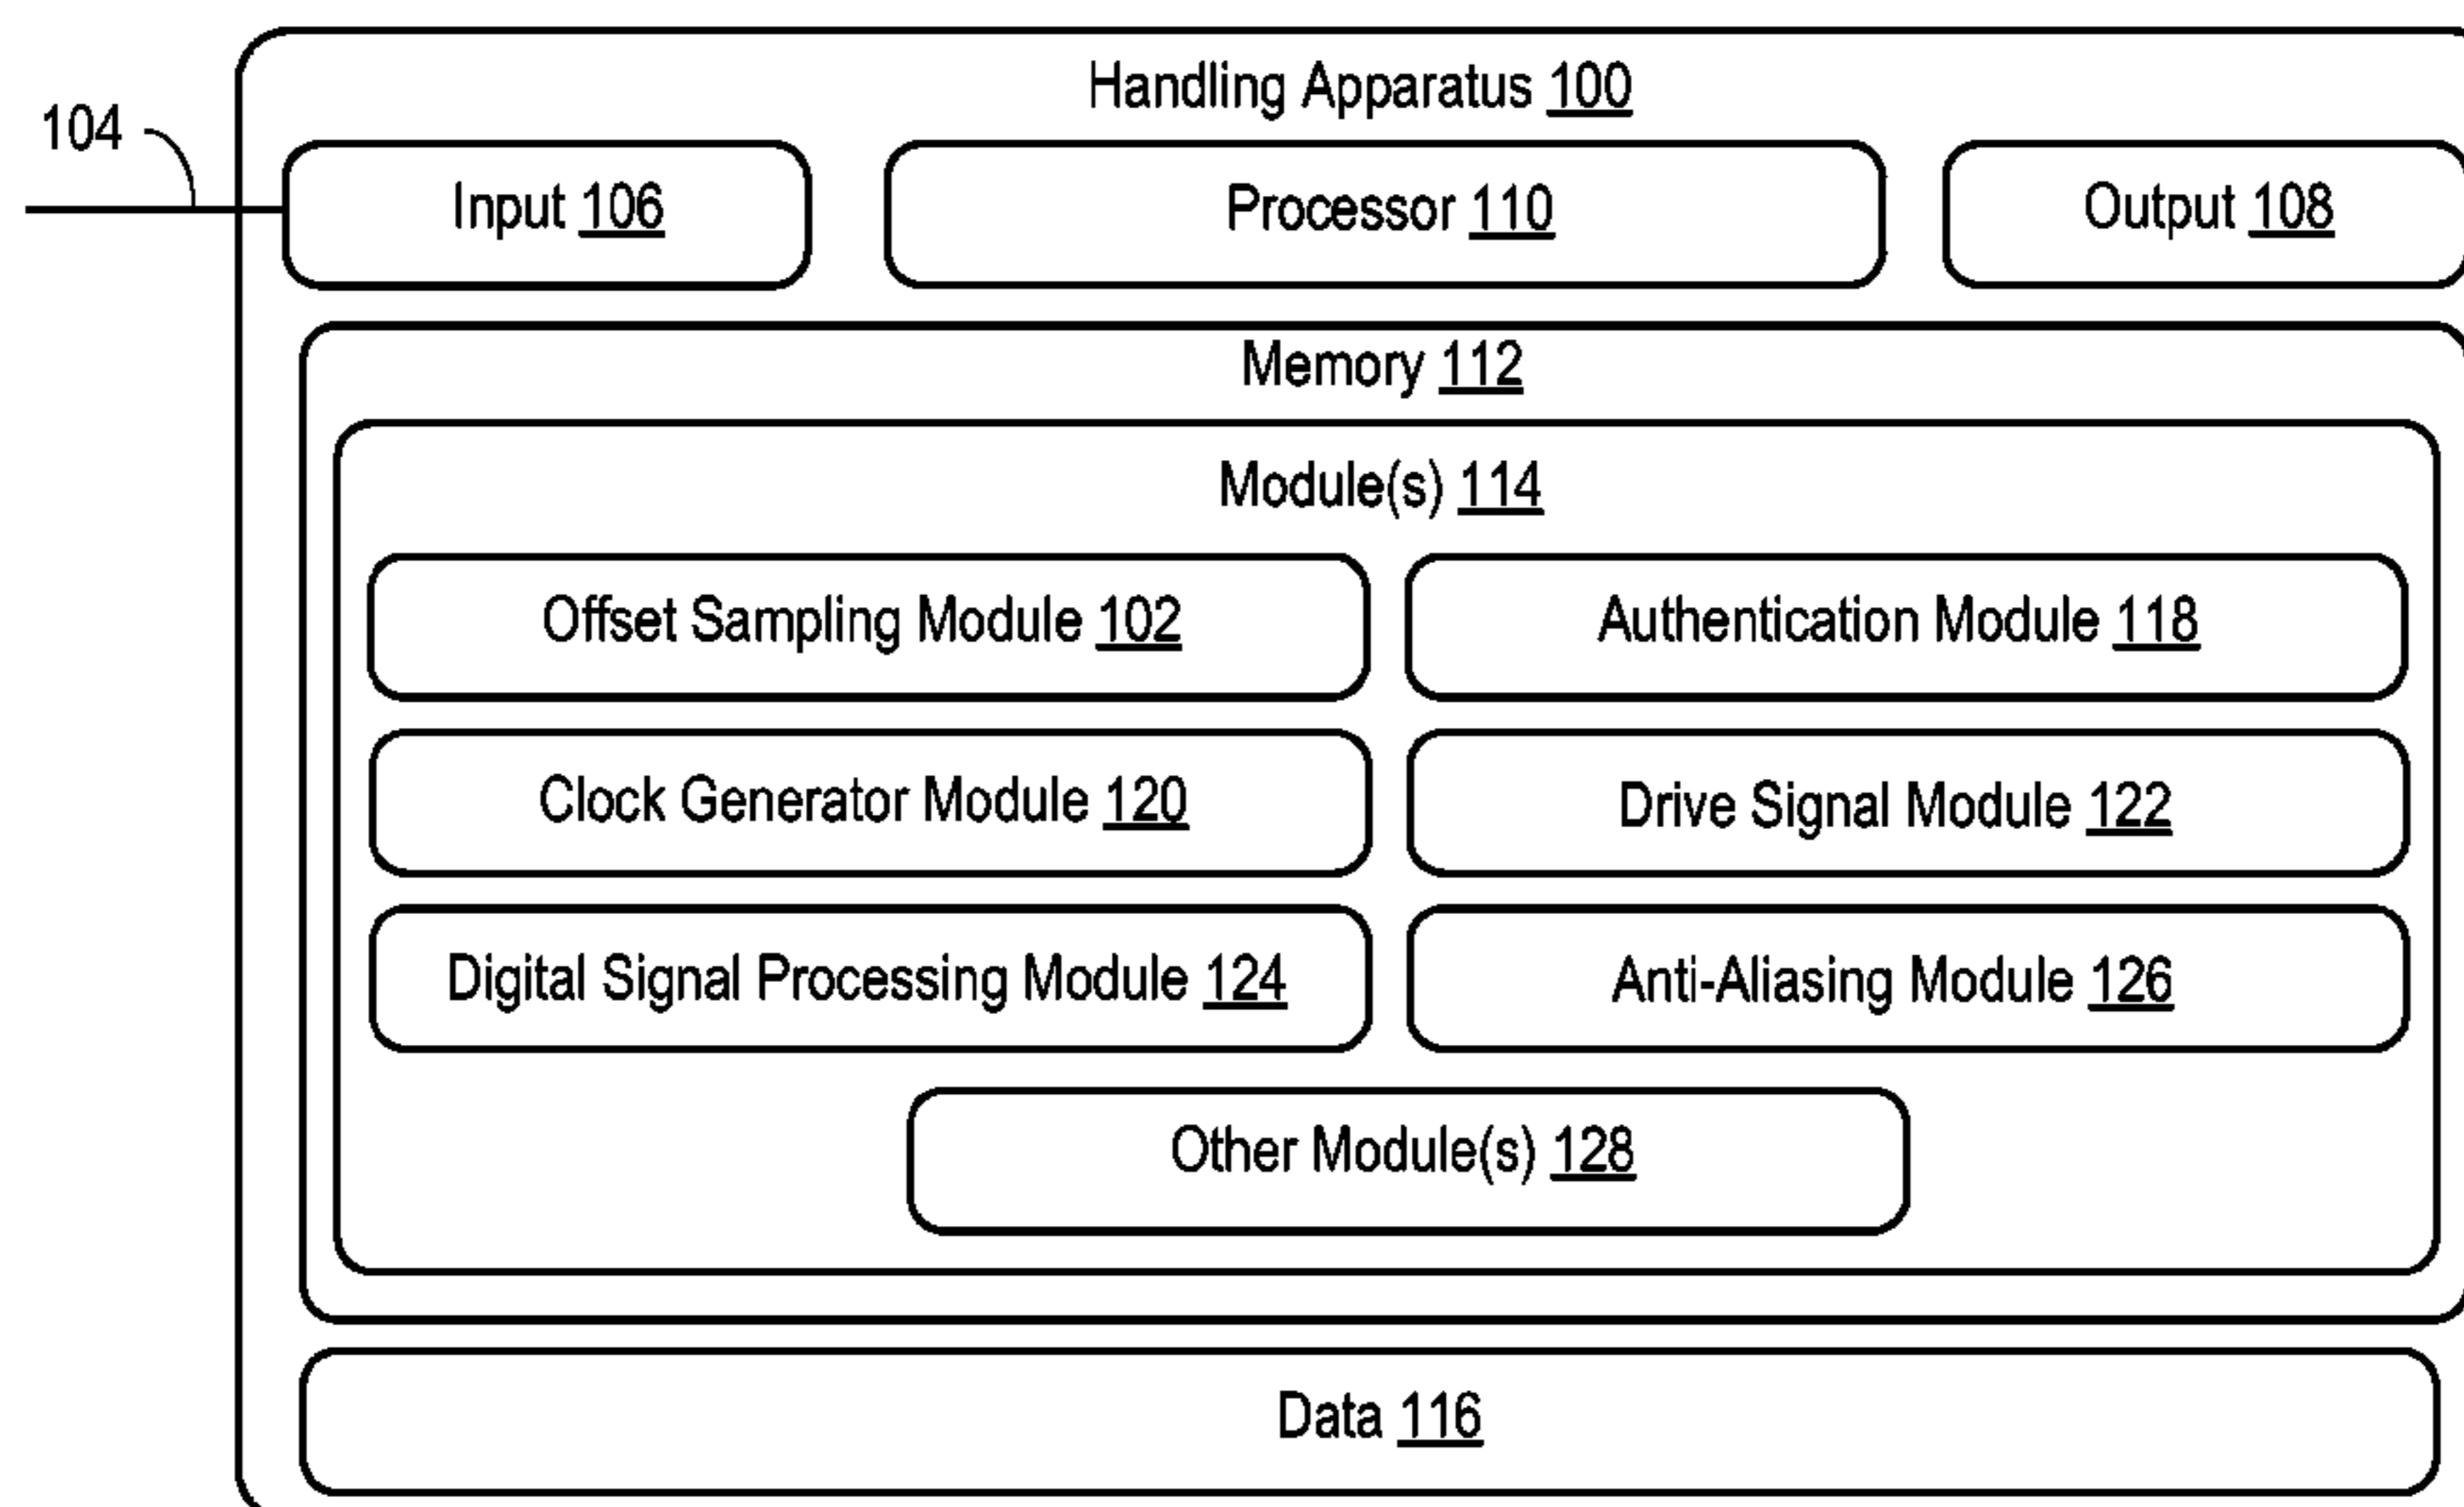 Handling Apparatus 100
104
Input 106
Processor 110
Output 108
Memory 112
Module(s) 114
Offset Sampling Module 102
Authentication Module 118
Clock Generator Module 120
Drive Signal Module 122
Digital Signal Processing Module 124
Anti-Aliasing Module 126
Other Module(s) 128
Data 116